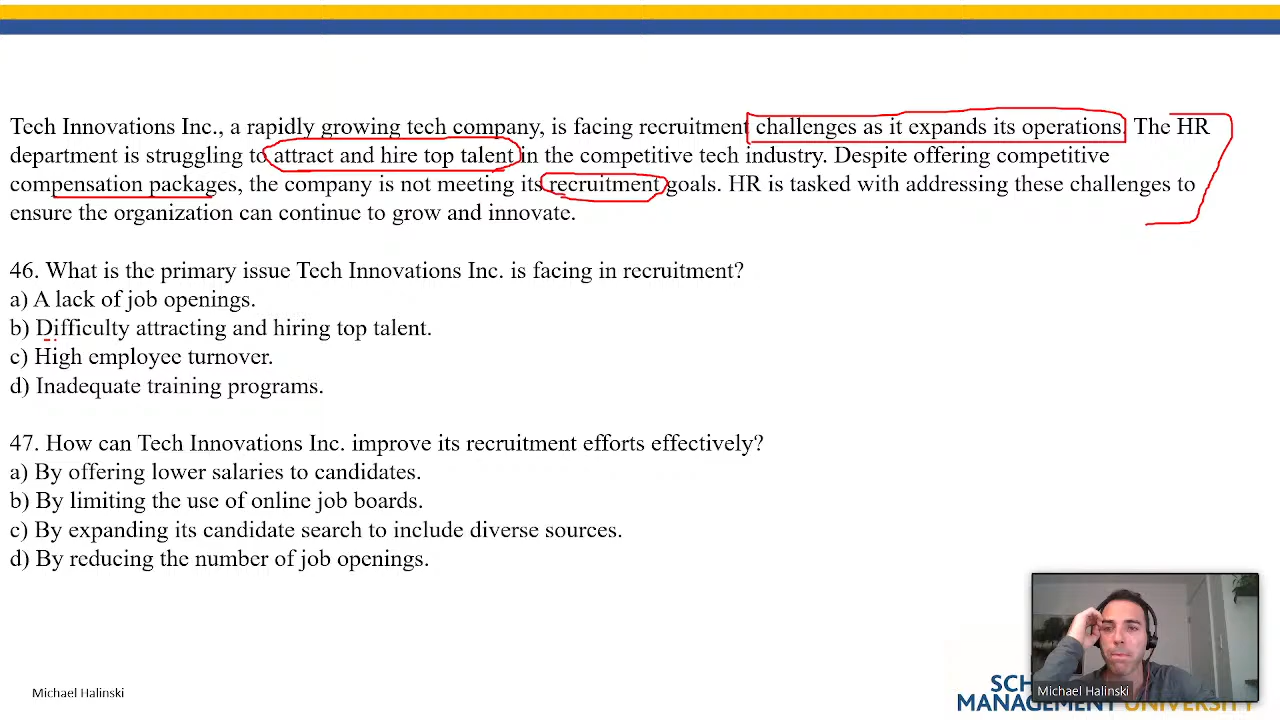 Tech Innovations Inc., a rapidly growing tech company, is facing recruitment challenges as it expands its operations. The HR
department is struggling to attract and hire top talent in the competitive tech industry. Despite offering competitive
compensation packages, the company is not meeting its recruitment goals. HR is tasked with addressing these challenges to
ensure the organization can continue to grow and innovate.
46. What is the primary issue Tech Innovations Inc. is facing in recruitment?
a) A lack of job openings.
b) Difficulty attracting and hiring top talent.
c) High employee turnover.
d) Inadequate training programs.
47. How can Tech Innovations Inc. improve its recruitment efforts effectively?
a) By offering lower salaries to candidates.
b) By limiting the use of online job boards.
c) By expanding its candidate search to include diverse sources.
d) By reducing the number of job openings.
Michael Halinski
Michael Halinski
MANAGEMENT UNIVERSITY